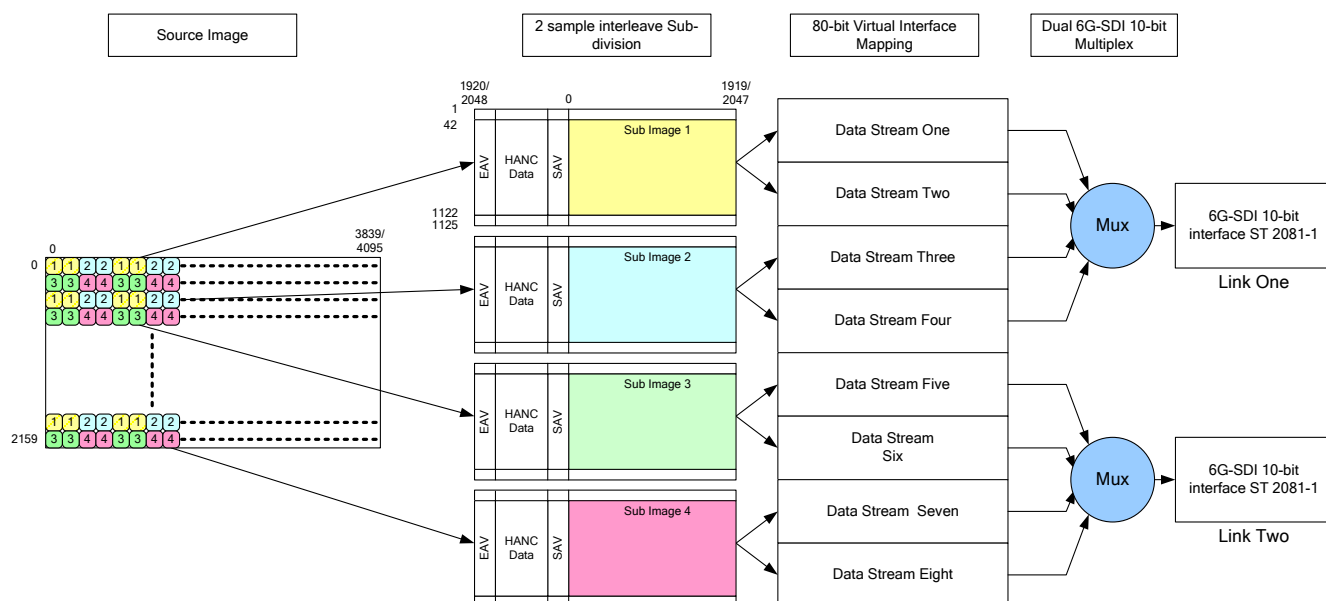 Source Image
2 sample interleave Sub-
division
80-bit Virtual Interface
Mapping
Dual 6G-SDI 10-bit
Multiplex
0
3839/
4095
0
1 1 2 2 1 1 2 2
3 3 4 4 3 3 4 4
1 1 2 2 1 1 2 2
3 3 4 4 3 3 4 4
1 1 2 2 1 1 2 2
3 3 4 4 3 3 4 4
2159
1920/
2048
0
1919/
2047
1
42
1122
1125
EAV
HANC
Data
SAV
Sub Image 1
EAV
HANC
Data
SAV
Sub Image 2
EAV
HANC
Data
SAV
Sub Image 3
EAV
HANC
Data
SAV
Sub Image 4
Data Stream One
Data Stream Two
Data Stream Three
Data Stream Four
Data Stream Five
Data Stream
Six
Data Stream Seven
Data Stream Eight
Mux
6G-SDI 10-bit
interface ST 2081-1
Link One
Mux
6G-SDI 10-bit
interface ST 2081-1
Link Two